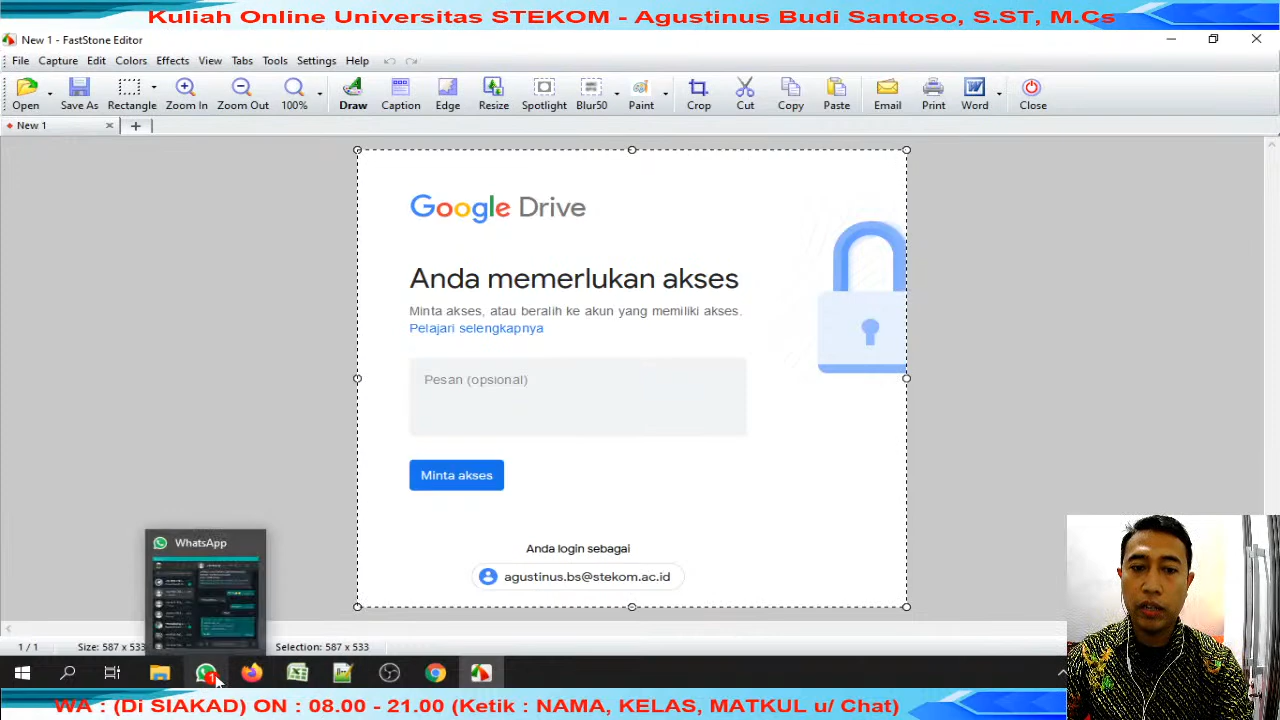 Kuliah Online Universitas STEKOM - Agustinus Budi Santoso, S.ST, M.Cs
New 1 - FastStone Editor
File Capture Edit Colors Effects View Tabs Tools Settings Help
Open Save As Rectangle Zoom In Zoom Out 100% Draw Caption Edge Resize Spotlight Blur30 Paint Crop Cut Copy Paste Email Print Word Close
New 1
Google Drive
Anda memerlukan akses
Minta akses, atau beralih ke akun yang memiliki akses.
Pelajari selengkapnya
Pesan (opsional)
Minta akses
Anda login sebagai
agustinus.bs@stekom.ac.id
WhatsApp
1 / 1 Size: 587 x 533 Selection: 587 x 533
WA : (Di SIAKAD) ON : 08.00 - 21.00 (Ketik : NAMA, KELAS, MATKUL u/ Chat)